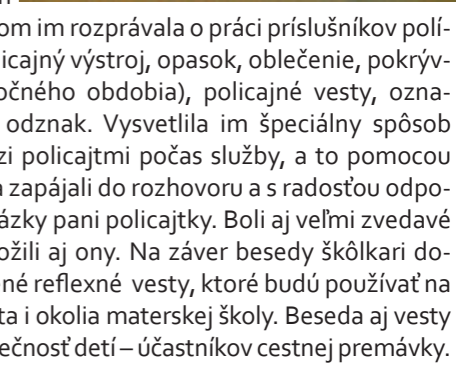 om im rozprávala o práci príslušníkov polí-
licajný výstroj, opasok, oblečenie, pokrýv-
očného obdobia), policajné vesty, ozna-
odznak. Vysvetlila im špeciálny spôsob
zi policajtmi počas služby, a to pomocou
zapájali do rozhovoru a s radosťou odpo-
ázky pani policajtky. Boli aj veľmi zvedavé
ožili aj ony. Na záver besedy škôlkari do-
né reflexné vesty, ktoré budú používať na
ta i okolia materskej školy. Beseda aj vesty
ečnosť detí – účastníkov cestnej premávky.